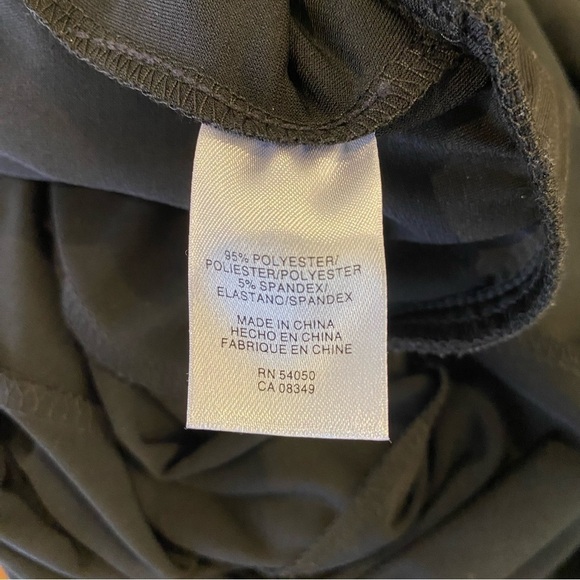 95% POLYESTER/
POLIESTER/POLYESTER
5% SPANDEX/
ELASTANO/SPANDEX
MADE IN CHINA
HECHO EN CHINA
FABRIQUE EN CHINE
RN 54050
CA 08349